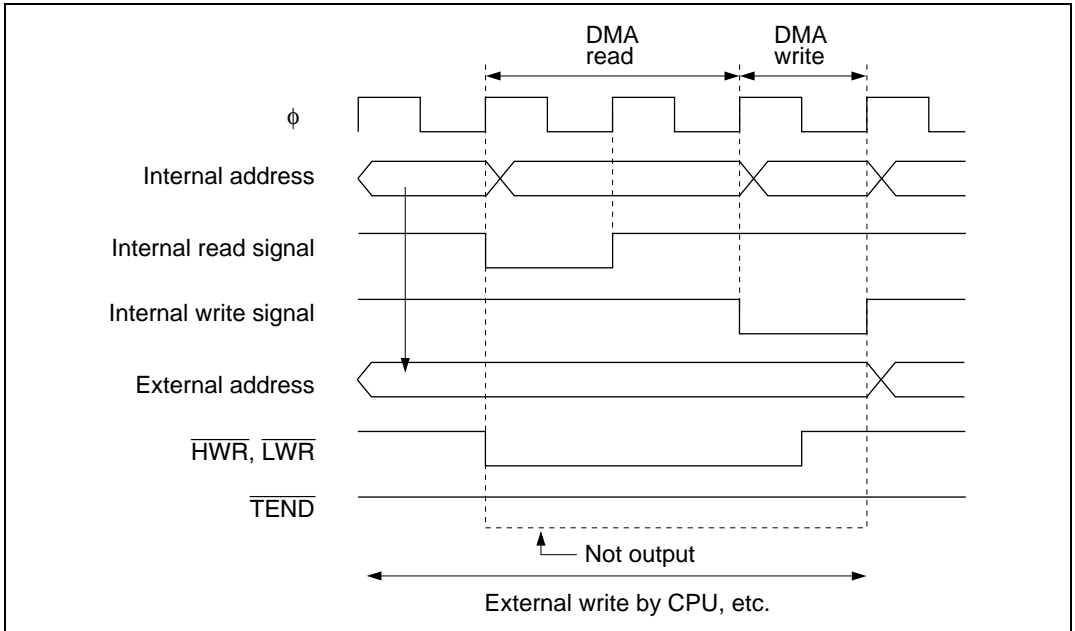 DMA
read
DMA
write
φ
Internal address
Internal read signal
Internal write signal
External address
HWR, LWR
TEND
Not output
External write by CPU, etc.